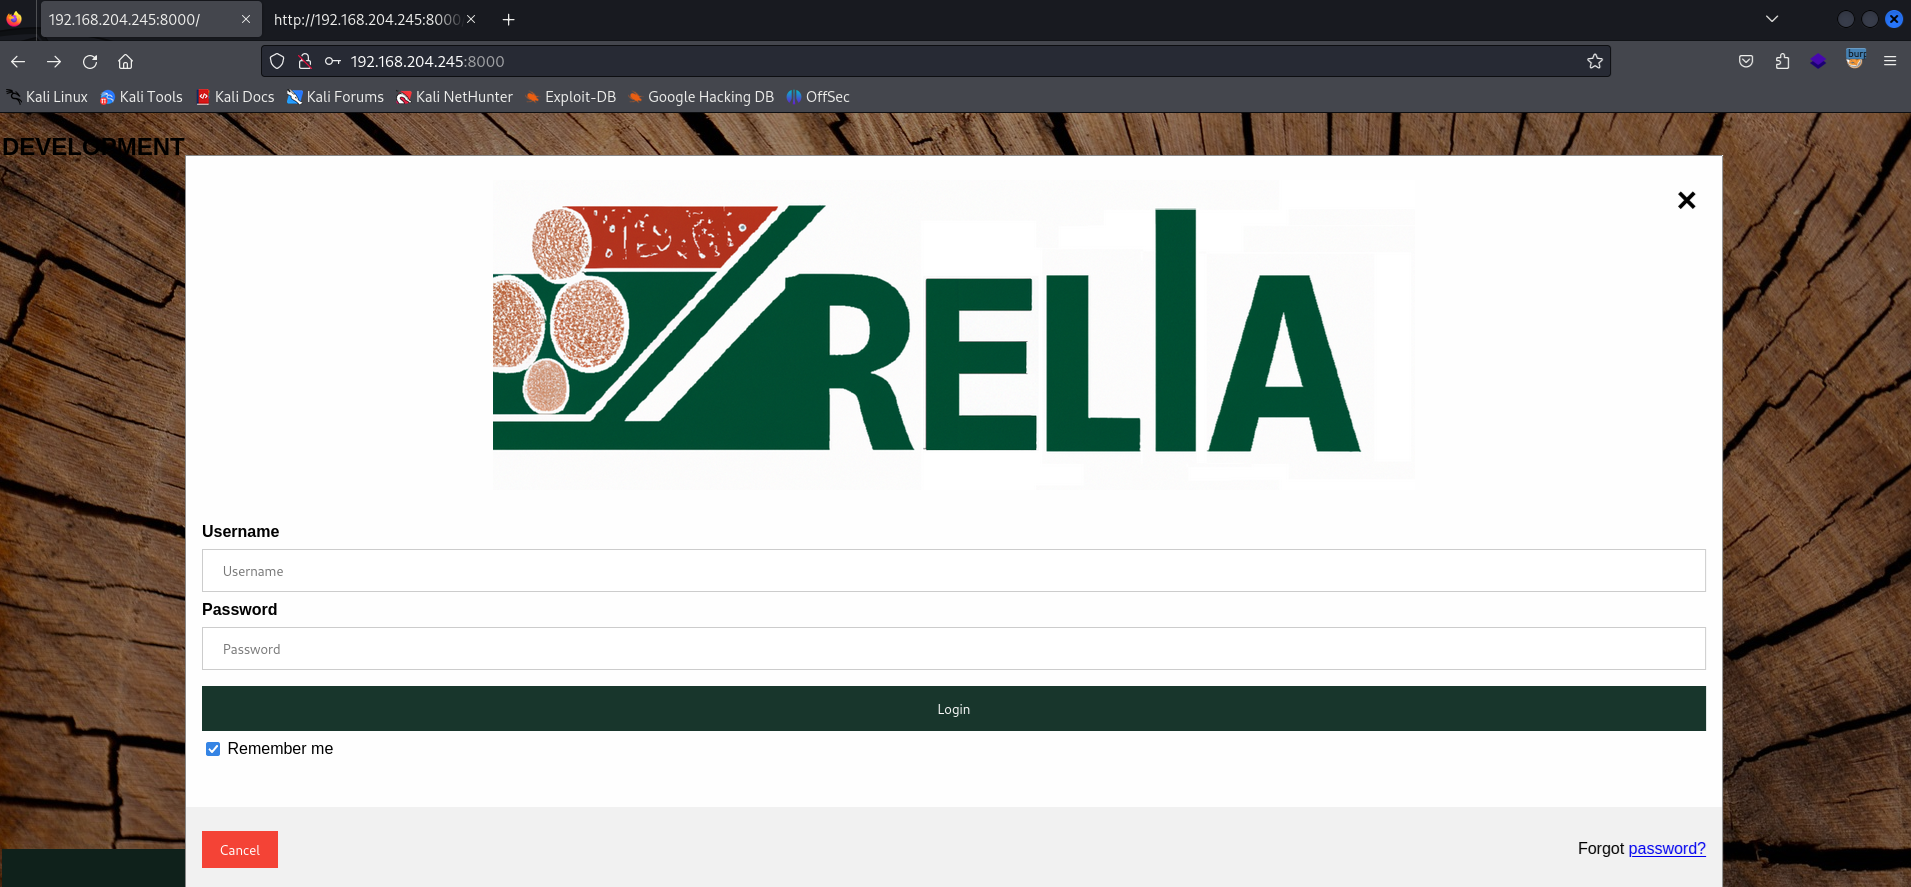 192.168.204.245:8000/
http://192.168.204.245:8000
192.168.204.245:8000
burp
Kali Linux
Kali Tools
Kali Docs
Kali Forums
Kali NetHunter
Exploit-DB
Google Hacking DB
OffSec
DEVELOPMENT
RELIA
Username
Username
Password
Password
Login
Remember me
Cancel
Forgot password?